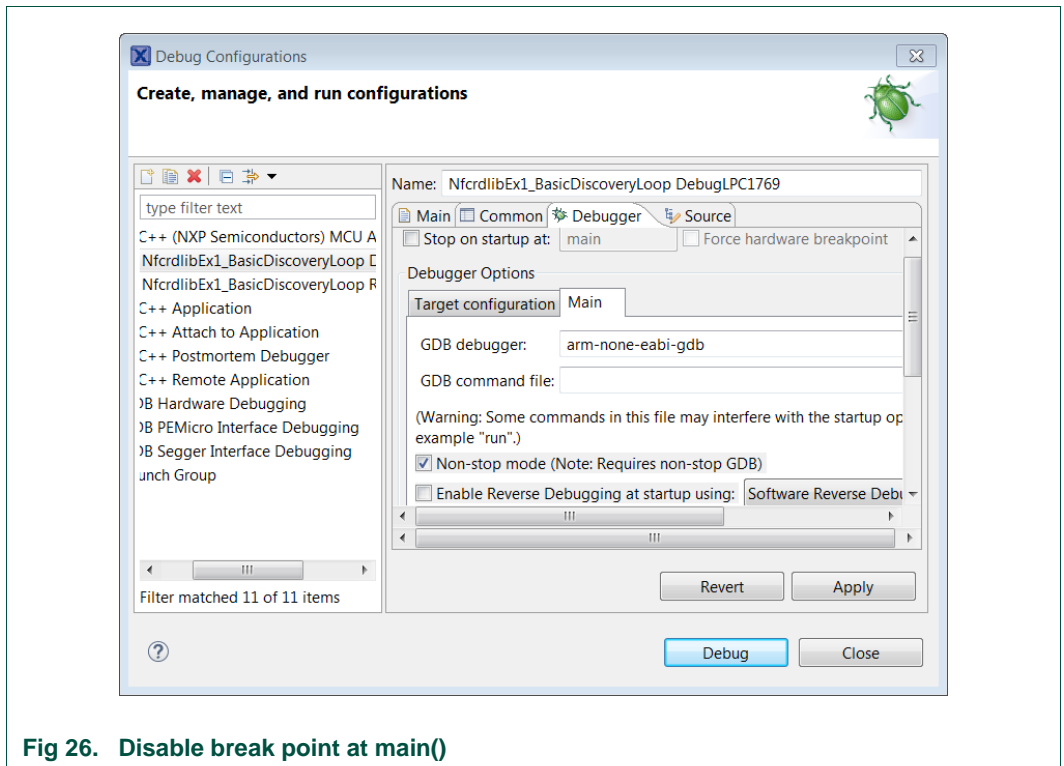 Debug Configurations
Create, manage, and run configurations
type filter text
C++ (NXP Semiconductors) MCU A
NfcrdlibEx1_BasicDiscoveryLoop D
NfcrdlibEx1_BasicDiscoveryLoop R
C++ Application
C++ Attach to Application
C++ Postmortem Debugger
C++ Remote Application
DB Hardware Debugging
DB PEMicro Interface Debugging
DB Segger Interface Debugging
unch Group
Filter matched 11 of 11 items
Name: NfcrdlibEx1_BasicDiscoveryLoop DebugLPC1769
Main Common Debugger Source
Stop on startup at: main Force hardware breakpoint
Debugger Options
Target configuration Main
GDB debugger: arm-none-eabi-gdb
GDB command file:
(Warning: Some commands in this file may interfere with the startup op
example "run".)
Non-stop mode (Note: Requires non-stop GDB)
Enable Reverse Debugging at startup using: Software Reverse Debu
Revert Apply
Debug Close
Fig 26. Disable break point at main()